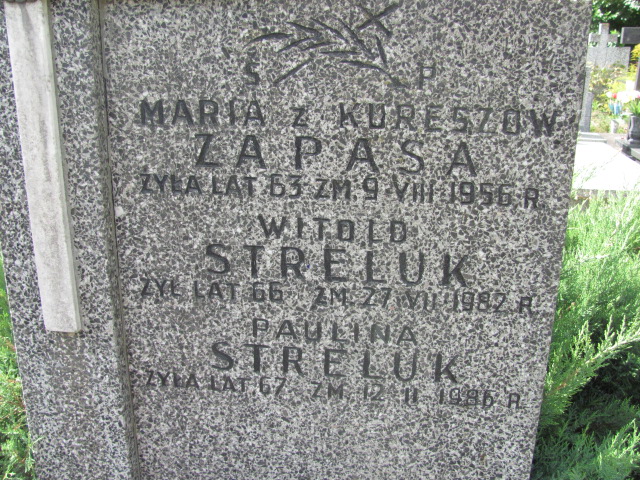 Ś P
MARIA Z KURESZÓW
ZAPASA
ŻYŁA LAT 63 ZM. 9 VIII 1956 R.
WITOLD
STRELUK
ŻYŁ LAT 66 ZM. 27 VII 1982 R
PAULINA
STRELUK
ŻYŁA LAT 67. ZM. 12 II 1986 R.